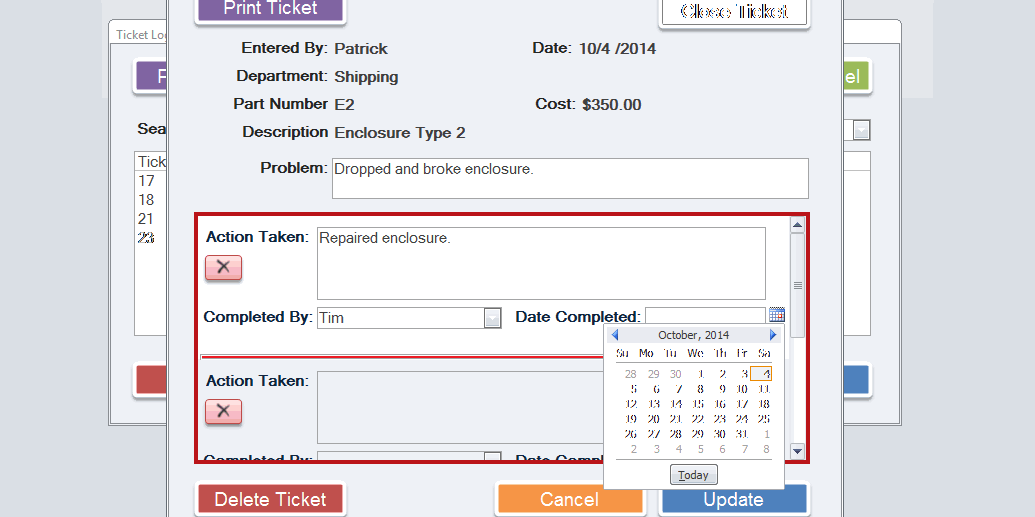 Print Ticket
Close Ticket
Ticket Lo
Entered By: Patrick
Date: 10/4 /2014
Department: Shipping
Part Number E2
Cost: $350.00
Description Enclosure Type 2
Sea
Problem: Dropped and broke enclosure.
Tick
17
18
21
23
Action Taken: Repaired enclosure.
Completed By: Tim
Date Completed:
October, 2014
Su Mo Tu We Th Fr Sa
28 29 30 1 2 3 4
5 6 7 8 9 10 11
12 13 14 15 16 17 18
19 20 21 22 23 24 25
26 27 28 29 30 31 1
2 3 4 5 6 7 8
Today
Action Taken:
Completed By:
Date Compl
Delete Ticket
Cancel
Update